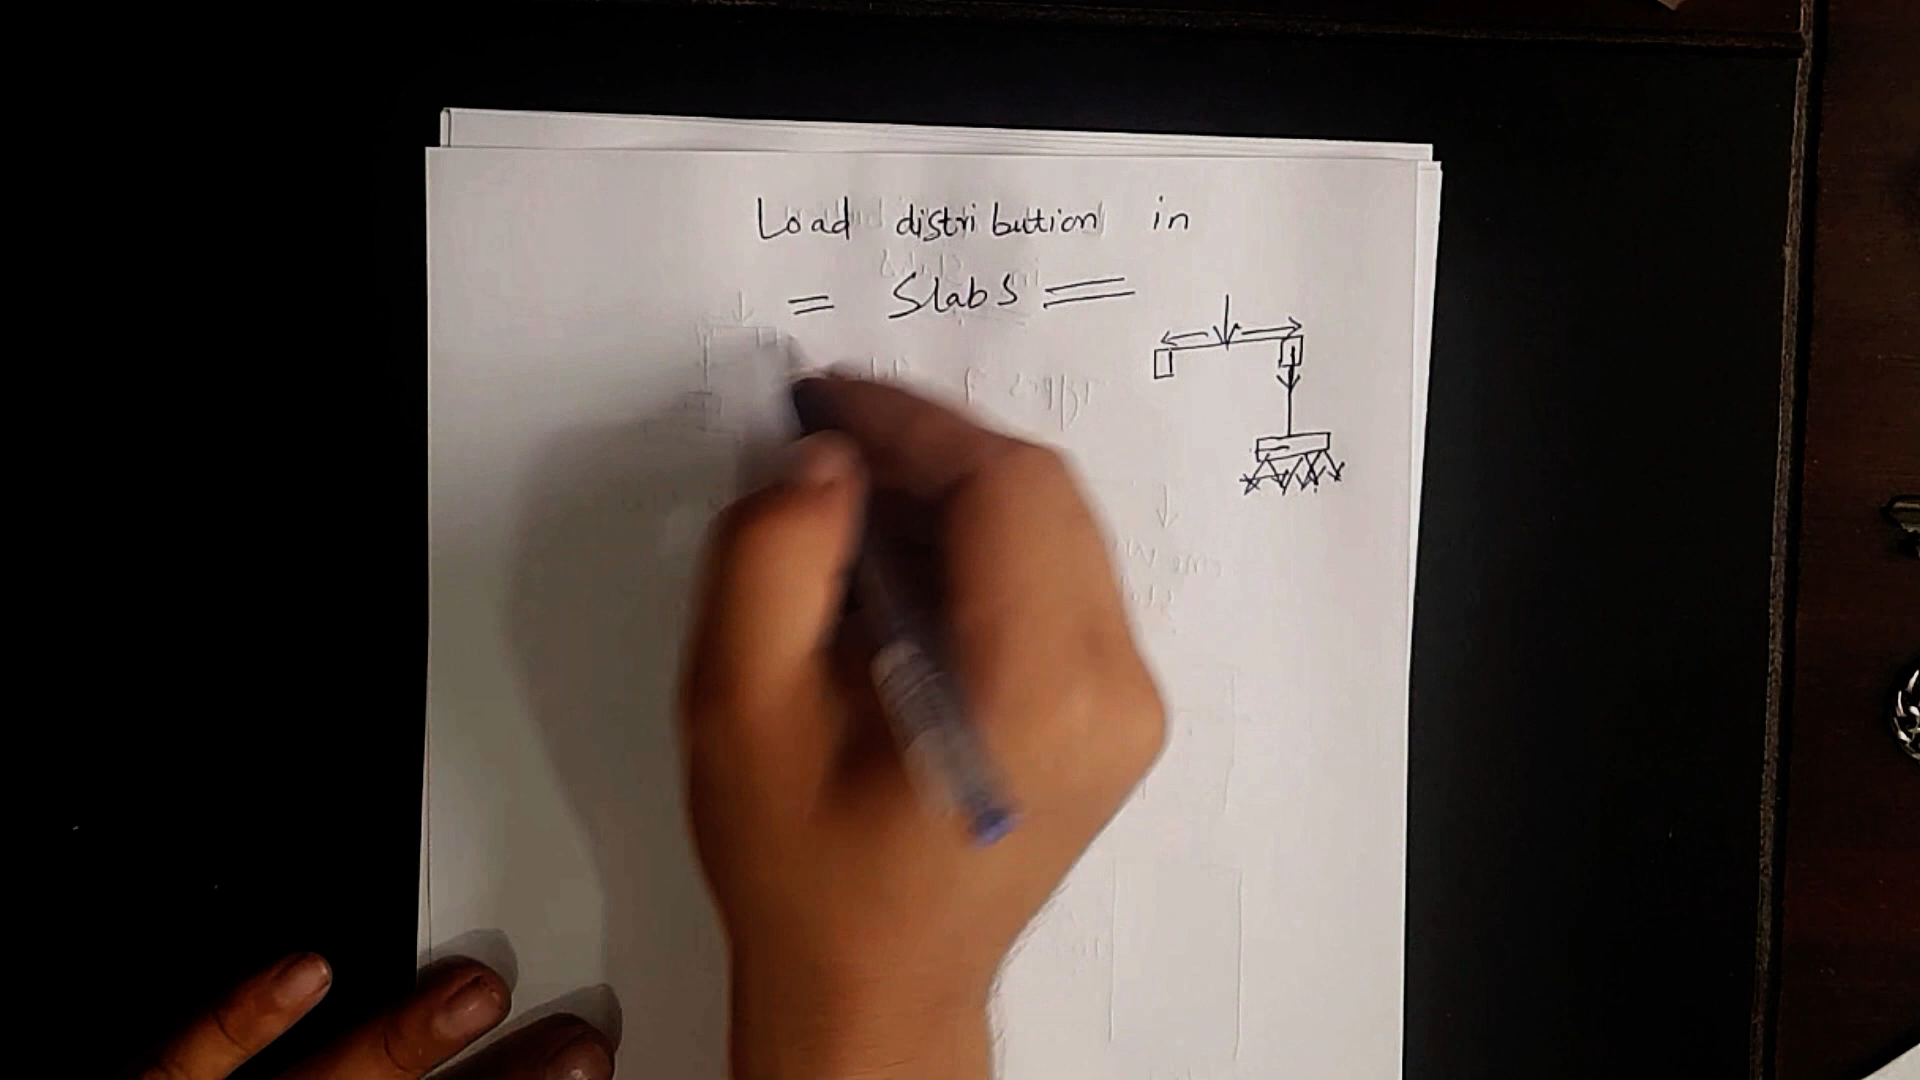 Load distribution in
= Slabs =